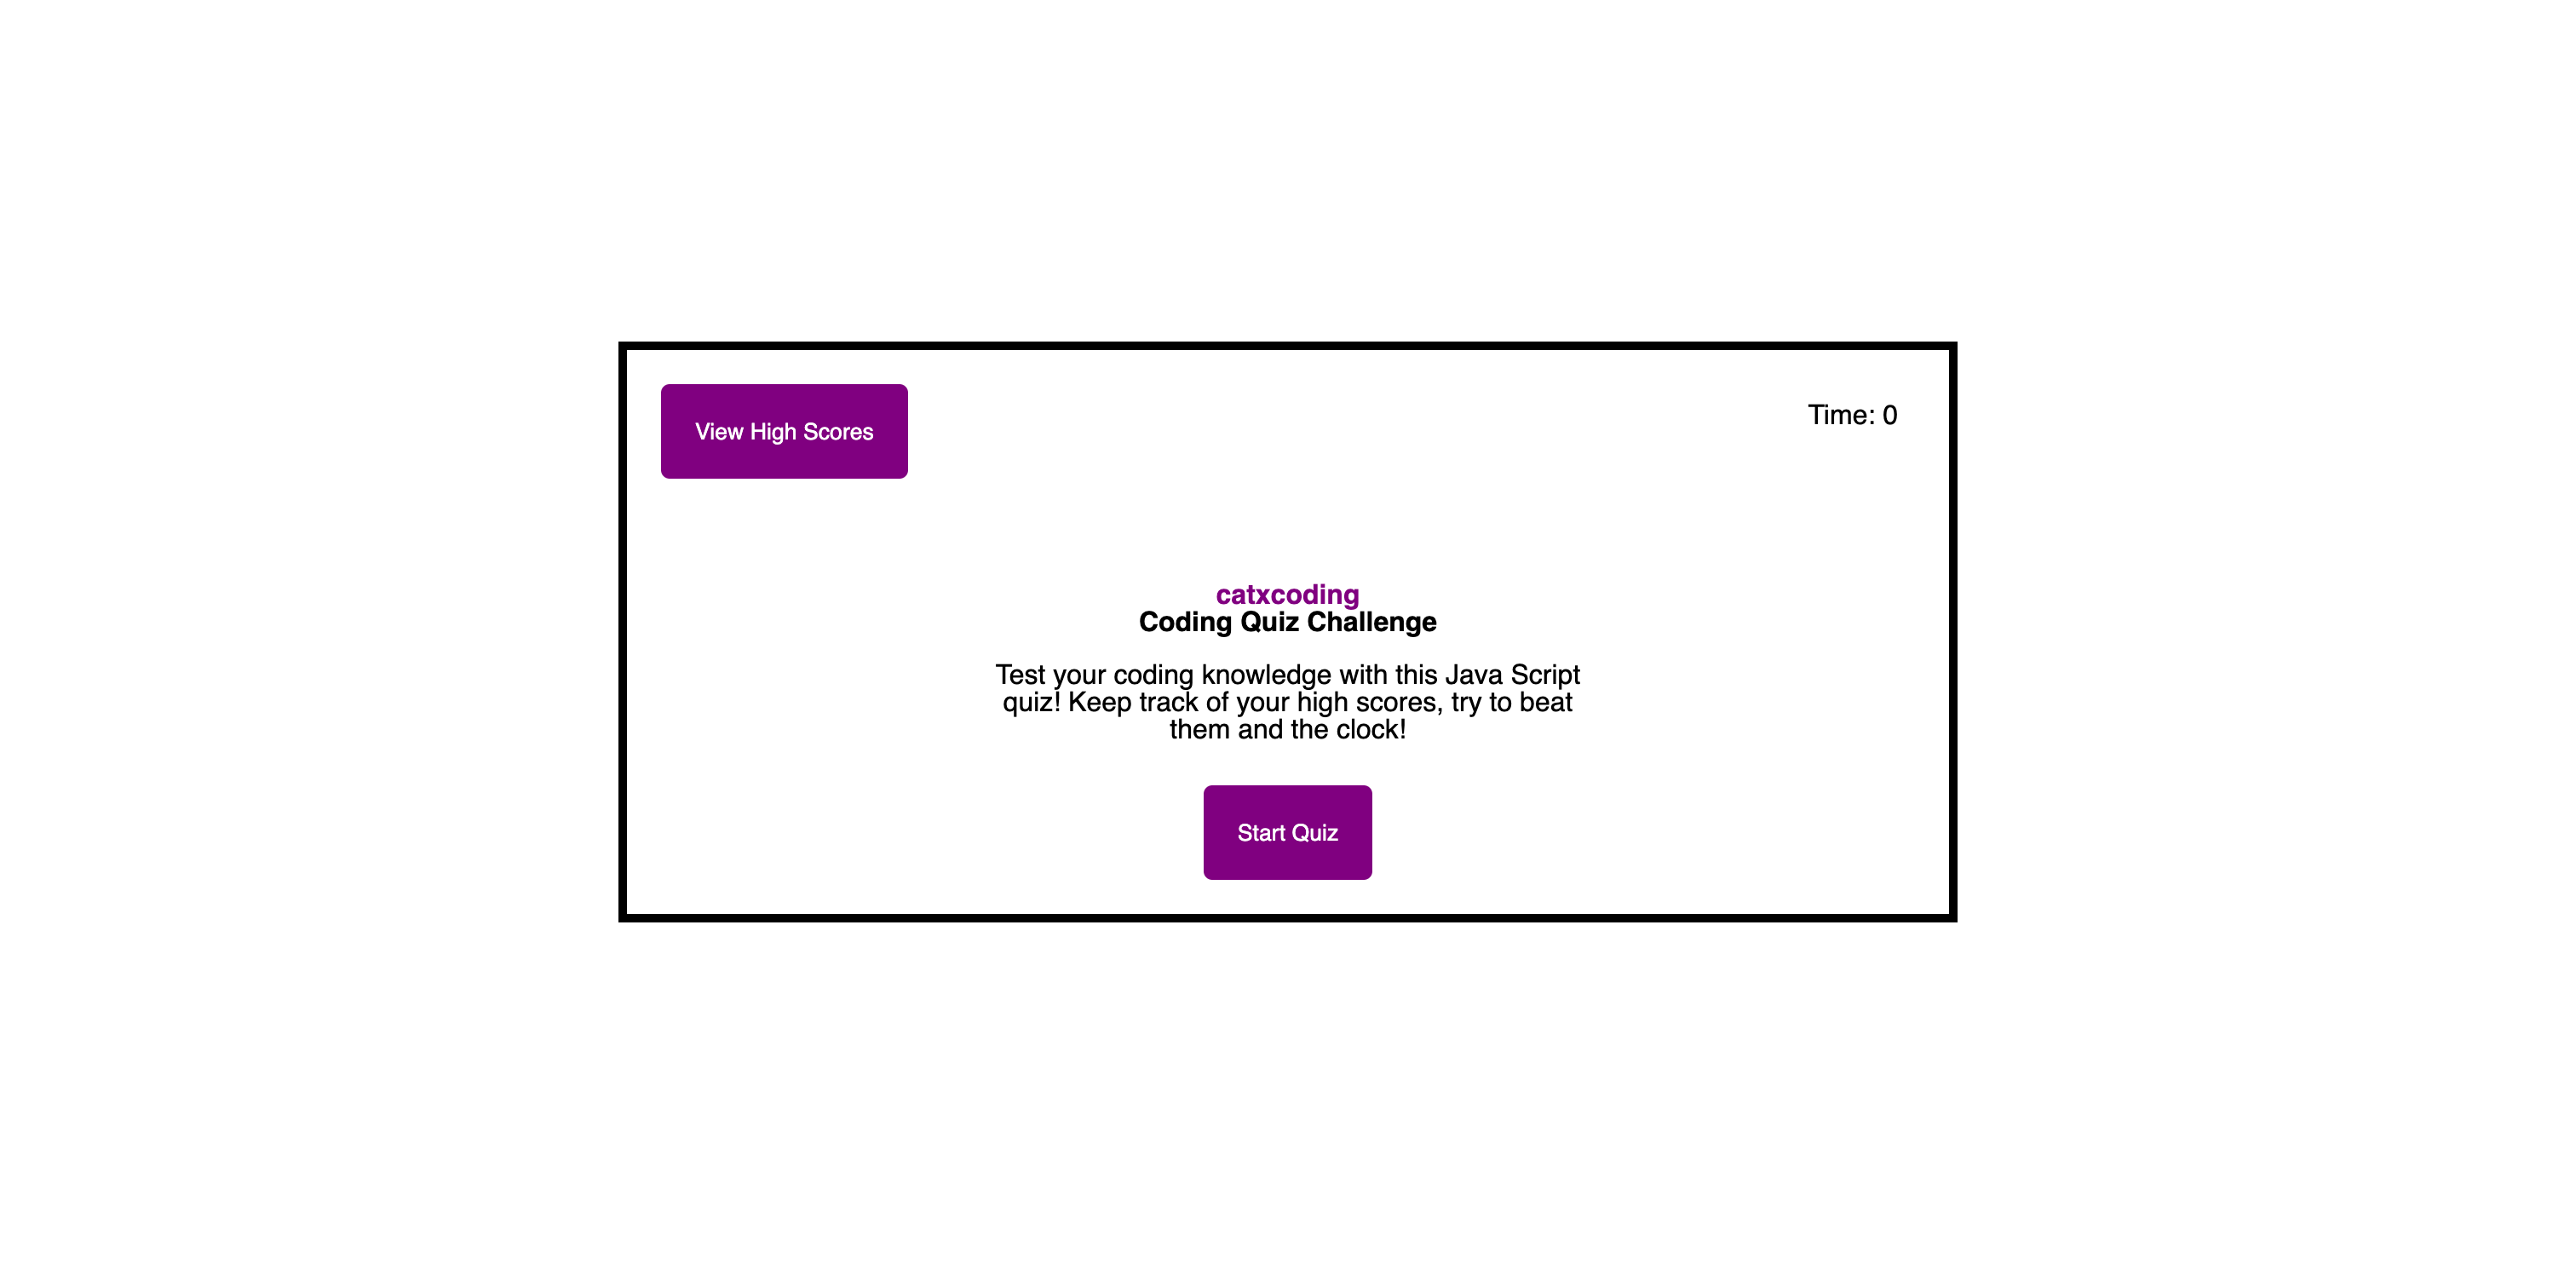 View High Scores
Time: 0
catxcoding
Coding Quiz Challenge
Test your coding knowledge with this Java Script
quiz! Keep track of your high scores, try to beat
them and the clock!
Start Quiz